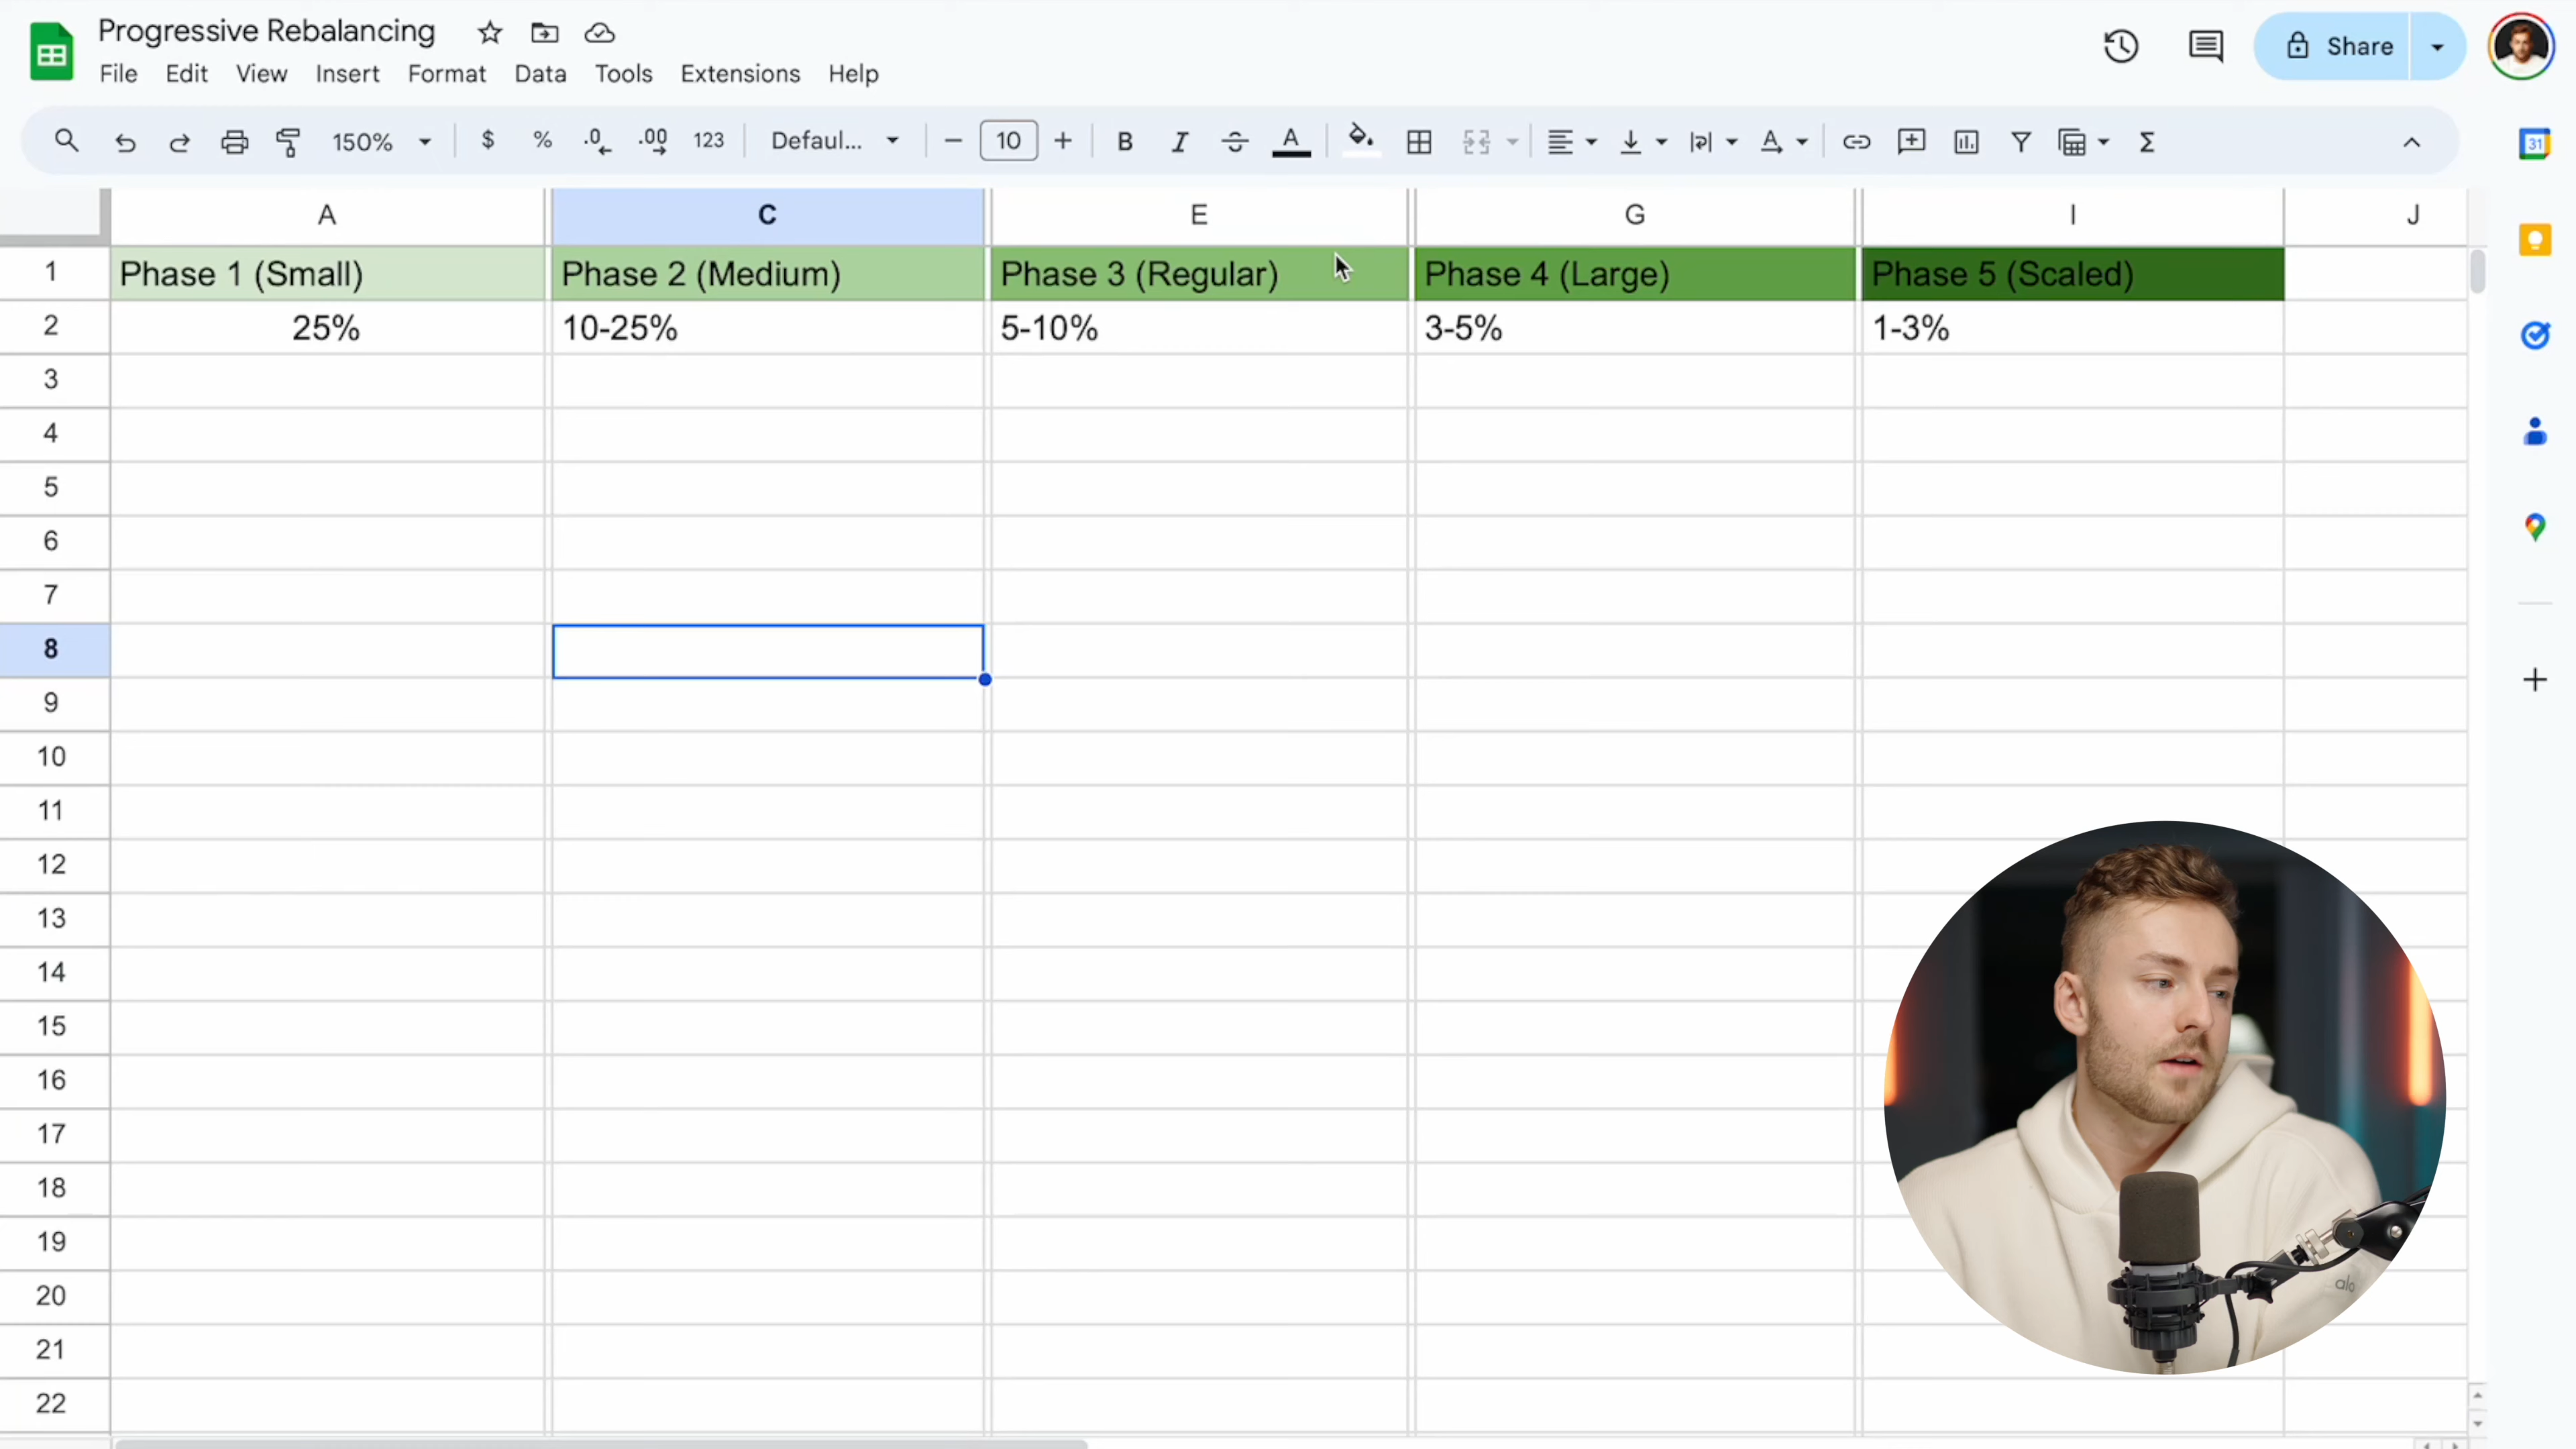 Progressive Rebalancing
File Edit View Insert Format Data Tools Extensions Help
Share
150% $ % .0 .00 123 Defaul... 10 B I S A A Σ
31
A C E G I J
1 Phase 1 (Small) Phase 2 (Medium) Phase 3 (Regular) Phase 4 (Large) Phase 5 (Scaled)
2 25% 10-25% 5-10% 3-5% 1-3%
3
4
5
6
7
8
9
10
11
12
13
14
15
16
17
18
19
20
21
22
alo